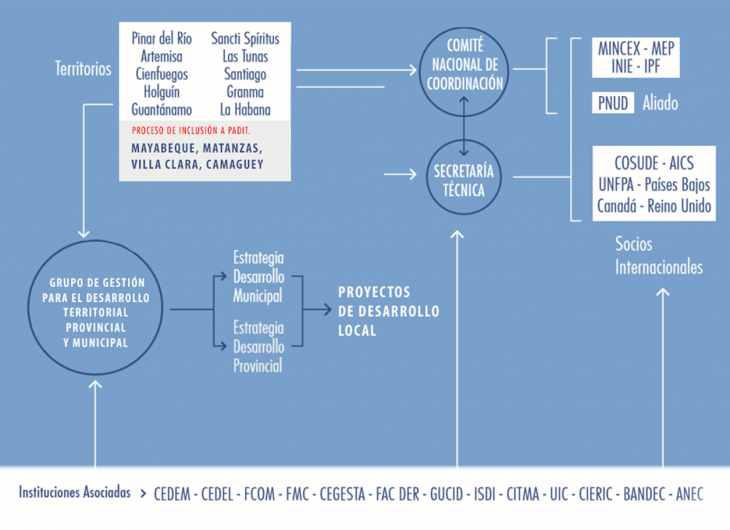 Territorios
Pinar del Río
Artemisa
Cienfuegos
Holguín
Guantánamo
Sancti Spíritus
Las Tunas
Santiago
Granma
La Habana
PROCESO DE INCLUSIÓN A PADIT.
MAYABEQUE, MATANZAS,
VILLA CLARA, CAMAGUEY
COMITÉ
NACIONAL DE
COORDINACIÓN
SECRETARÍA
TÉCNICA
MINCEX - MEP
INIE - IPF
PNUD Aliado
COSUDE - AICS
UNFPA - Países Bajos
Canadá - Reino Unido
Socios
Internacionales
GRUPO DE GESTIÓN
PARA EL DESARROLLO
TERRITORIAL
PROVINCIAL
Y MUNICIPAL
Estrategia
Desarrollo
Municipal
Estrategia
Desarrollo
Provincial
PROYECTOS
DE DESARROLLO
LOCAL
Instituciones Asociadas > CEDEM - CEDEL - FCOM - FMC - CEGESTA - FAC DER - GUCID - ISDI - CITMA - UIC - CIERIC - BANDEC - ANEC